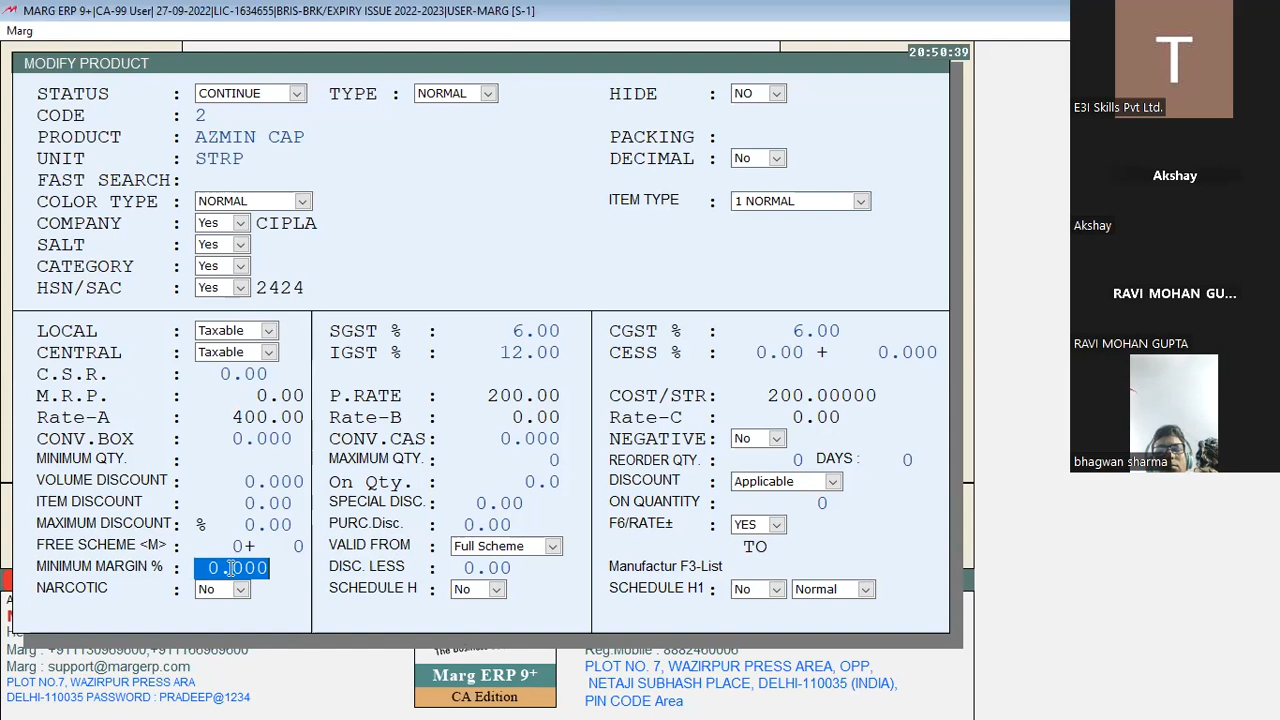 MARG ERP 9+|CA-99 User| 27-09-2022|LIC-1634655|BRIS-BRK/EXPIRY ISSUE 2022-2023|USER-MARG [S-1]
Marg
20:50:39
MODIFY PRODUCT
STATUS : CONTINUE TYPE : NORMAL HIDE : NO
CODE : 2
PRODUCT : AZMIN CAP PACKING :
UNIT : STRP DECIMAL : No
FAST SEARCH:
COLOR TYPE : NORMAL ITEM TYPE : 1 NORMAL
COMPANY : Yes CIPLA
SALT : Yes
CATEGORY : Yes
HSN/SAC : Yes 2424
LOCAL : Taxable SGST % : 6.00 CGST % : 6.00
CENTRAL : Taxable IGST % : 12.00 CESS % : 0.00 + 0.000
C.S.R. : 0.00
M.R.P. : 0.00 P.RATE : 200.00 COST/STR: 200.00000
Rate-A : 400.00 Rate-B : 0.00 Rate-C : 0.00
CONV.BOX : 0.000 CONV.CAS: 0.000 NEGATIVE: No
MINIMUM QTY. : MAXIMUM QTY. : 0 REORDER QTY. : 0 DAYS : 0
VOLUME DISCOUNT : 0.000 On Qty. : 0.0 DISCOUNT : Applicable
ITEM DISCOUNT : 0.00 SPECIAL DISC. : 0.00 ON QUANTITY : 0
MAXIMUM DISCOUNT : % 0.00 PURC.Disc. : 0.00 F6/RATE± : YES
FREE SCHEME <M> : 0+ 0 VALID FROM : Full Scheme TO
MINIMUM MARGIN % : 0.000 DISC. LESS : 0.00 Manufactur F3-List
NARCOTIC : No SCHEDULE H : No SCHEDULE H1 : No Normal
Marg : support@margerp.com
PLOT NO. 7, WAZIRPUR PRESS ARA
DELHI-110035 PASSWORD : PRADEEP@1234
Marg ERP 9+
CA Edition
PLOT NO. 7, WAZIRPUR PRESS AREA, OPP,
NETAJI SUBHASH PLACE, DELHI-110035 (INDIA),
PIN CODE Area
T
E3I Skills Pvt Ltd.
Akshay
Akshay
RAVI MOHAN GU...
RAVI MOHAN GUPTA
bhagwan sharma